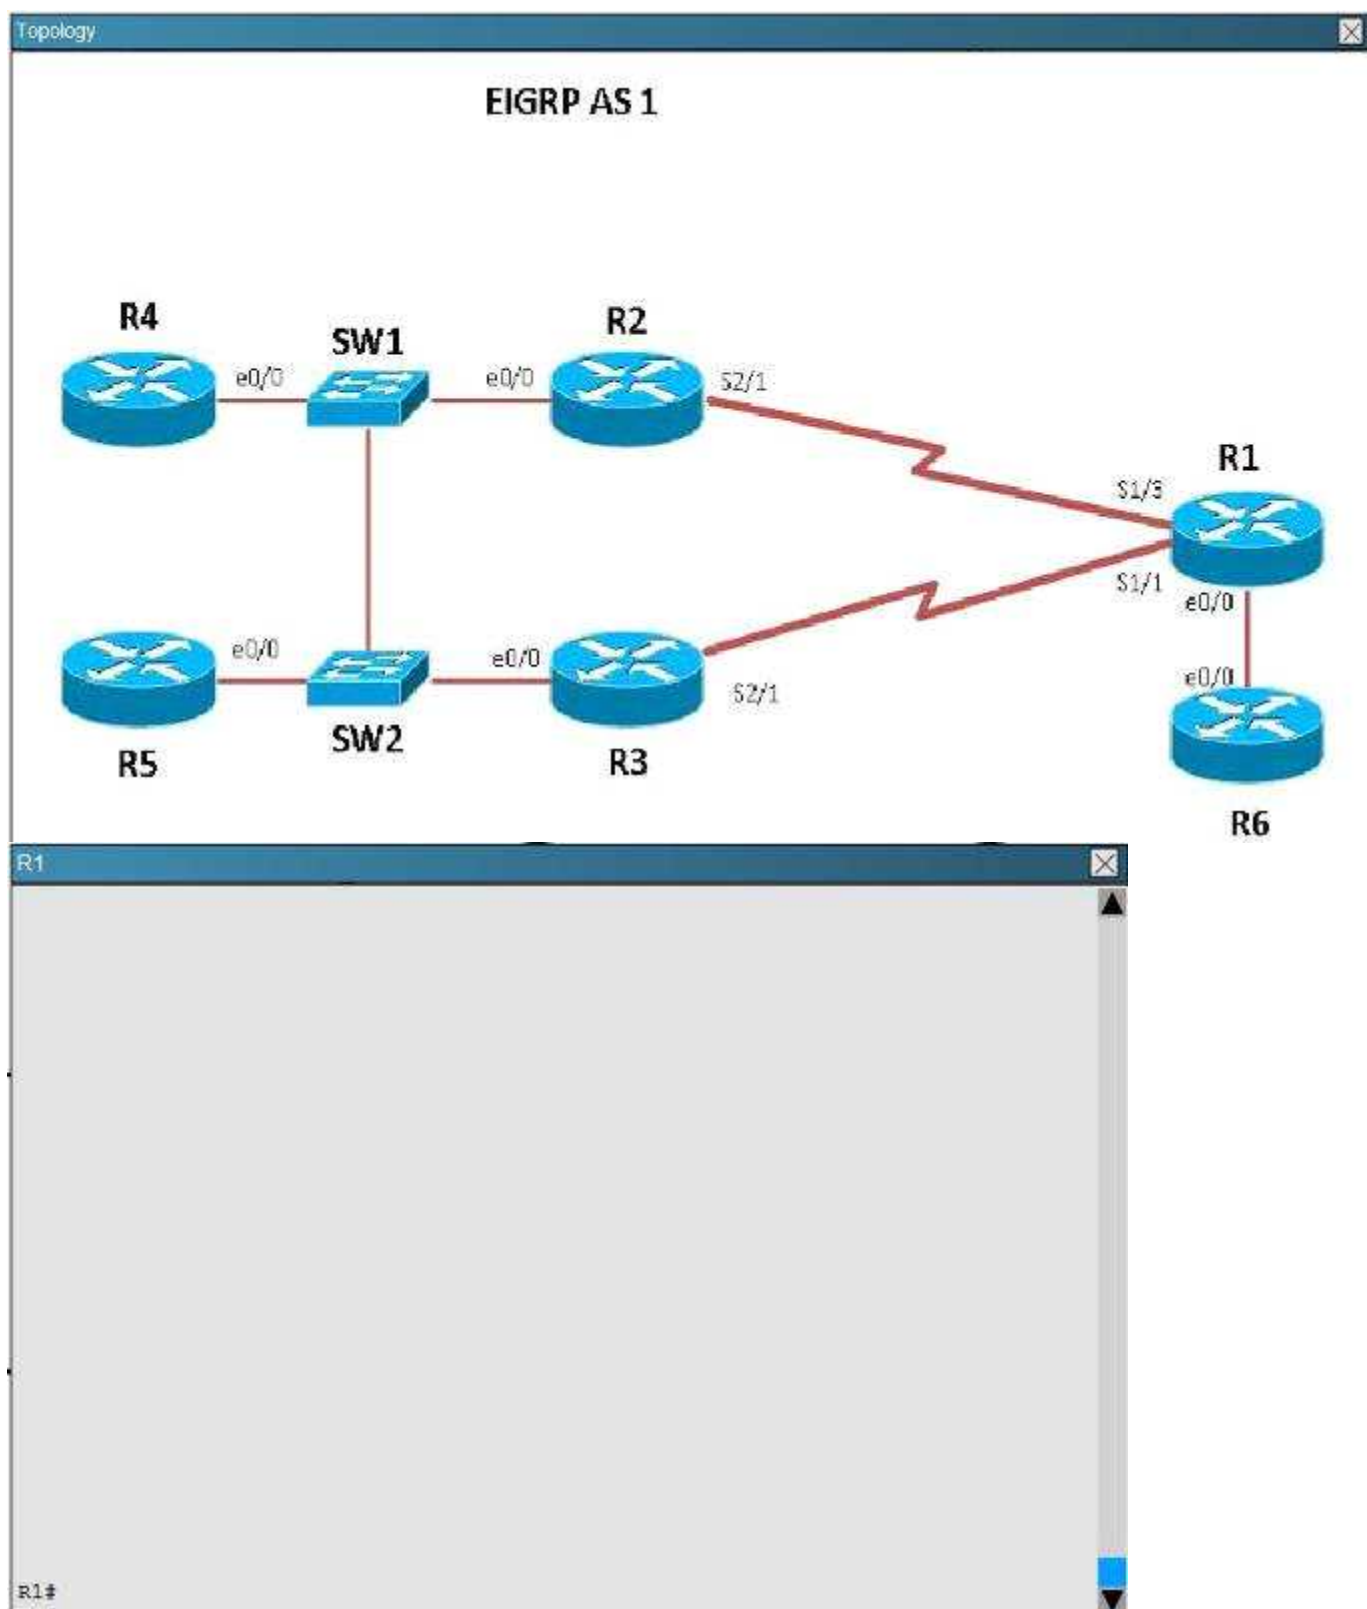 Topology
EIGRP AS 1
R4
SW1
R2
e0/0
e0/0
S2/1
R1
S1/3
S1/1
e0/0
e0/0
e0/0
e0/0
S2/1
R5
SW2
R3
R6
R1
R1#